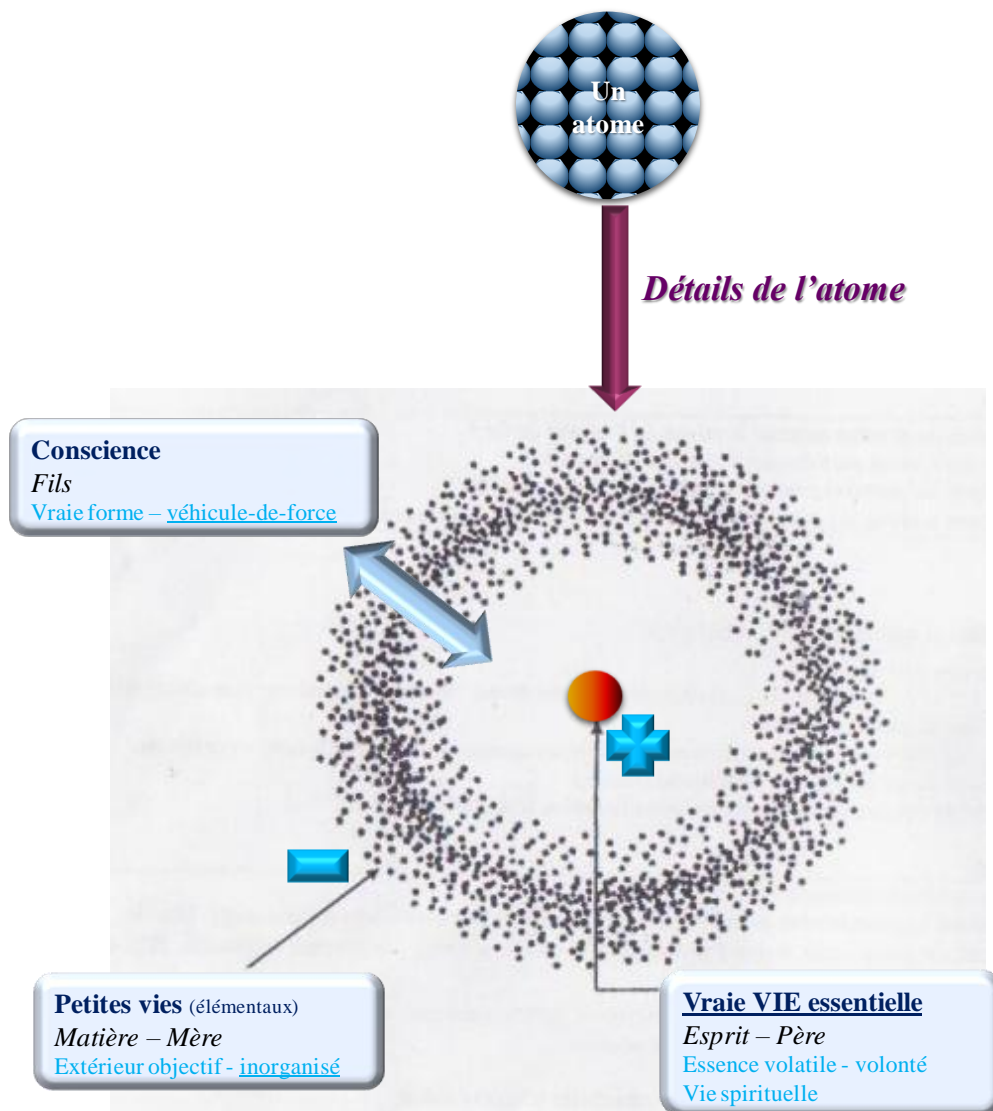 Un
atome
Détails de l’atome
Conscience
Fils
Vraie forme – véhicule-de-force
Petites vies (élémentaux)
Matière – Mère
Extérieur objectif - inorganisé
Vraie VIE essentielle
Esprit – Père
Essence volatile - volonté
Vie spirituelle